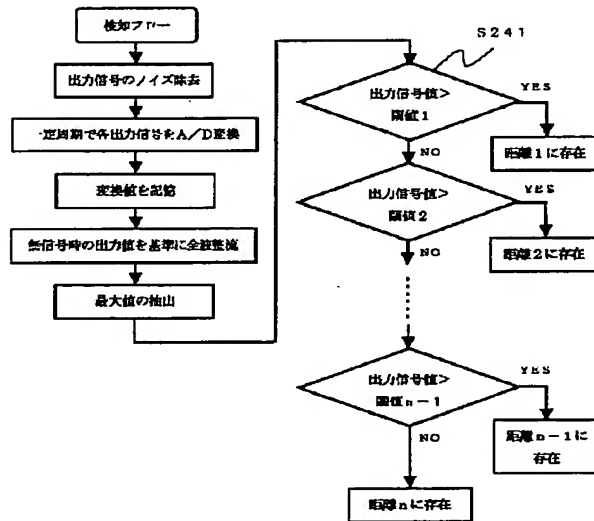 検知フロー
出力信号のノイズ除去
一定周期で各出力信号をA/D変換
変換値を記憶
無信号時の出力値を基準に全波整流
最大値の抽出
S241
出力信号値>
閾値1
YES
距離1に存在
NO
出力信号値>
閾値2
YES
距離2に存在
NO
出力信号値>
閾値n-1
YES
距離n-1に
存在
NO
距離nに存在